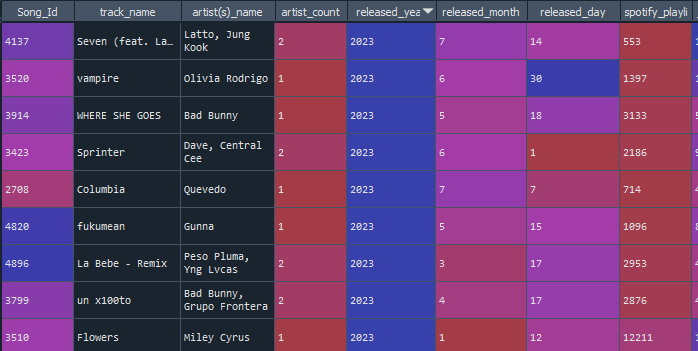 Song_Id track_name artist(s)_name artist_count released_yea released_month released_day spotify_playli
4137 Seven (feat. La… Latto, Jung 2 2023 7 14 553
Kook
3520 vampire Olivia Rodrigo 1 2023 6 30 1397
3914 WHERE SHE GOES Bad Bunny 1 2023 5 18 3133
3423 Sprinter Dave, Central 2 2023 6 1 2186
Cee
2708 Columbia Quevedo 1 2023 7 7 714
4820 fukumean Gunna 1 2023 5 15 1096
4896 La Bebe - Remix Peso Pluma, 2 2023 3 17 2953
Yng Lvcas
3799 un x100to Bad Bunny, 2 2023 4 17 2876
Grupo Frontera
3510 Flowers Miley Cyrus 1 2023 1 12 12211